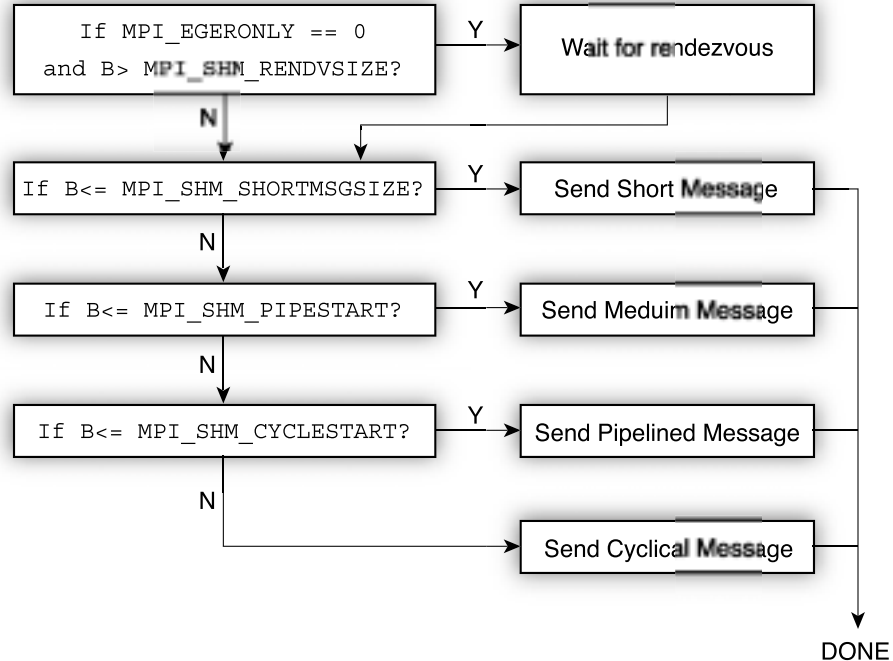 If MPI_EGERONLY == 0
and B> MPI_SHM_RENDVSIZE?
Y
Wait for rendezvous
N
If B<= MPI_SHM_SHORTMSGSIZE?
Y
Send Short Message
N
If B<= MPI_SHM_PIPESTART?
Y
Send Meduim Message
N
If B<= MPI_SHM_CYCLESTART?
Y
Send Pipelined Message
N
Send Cyclical Message
DONE